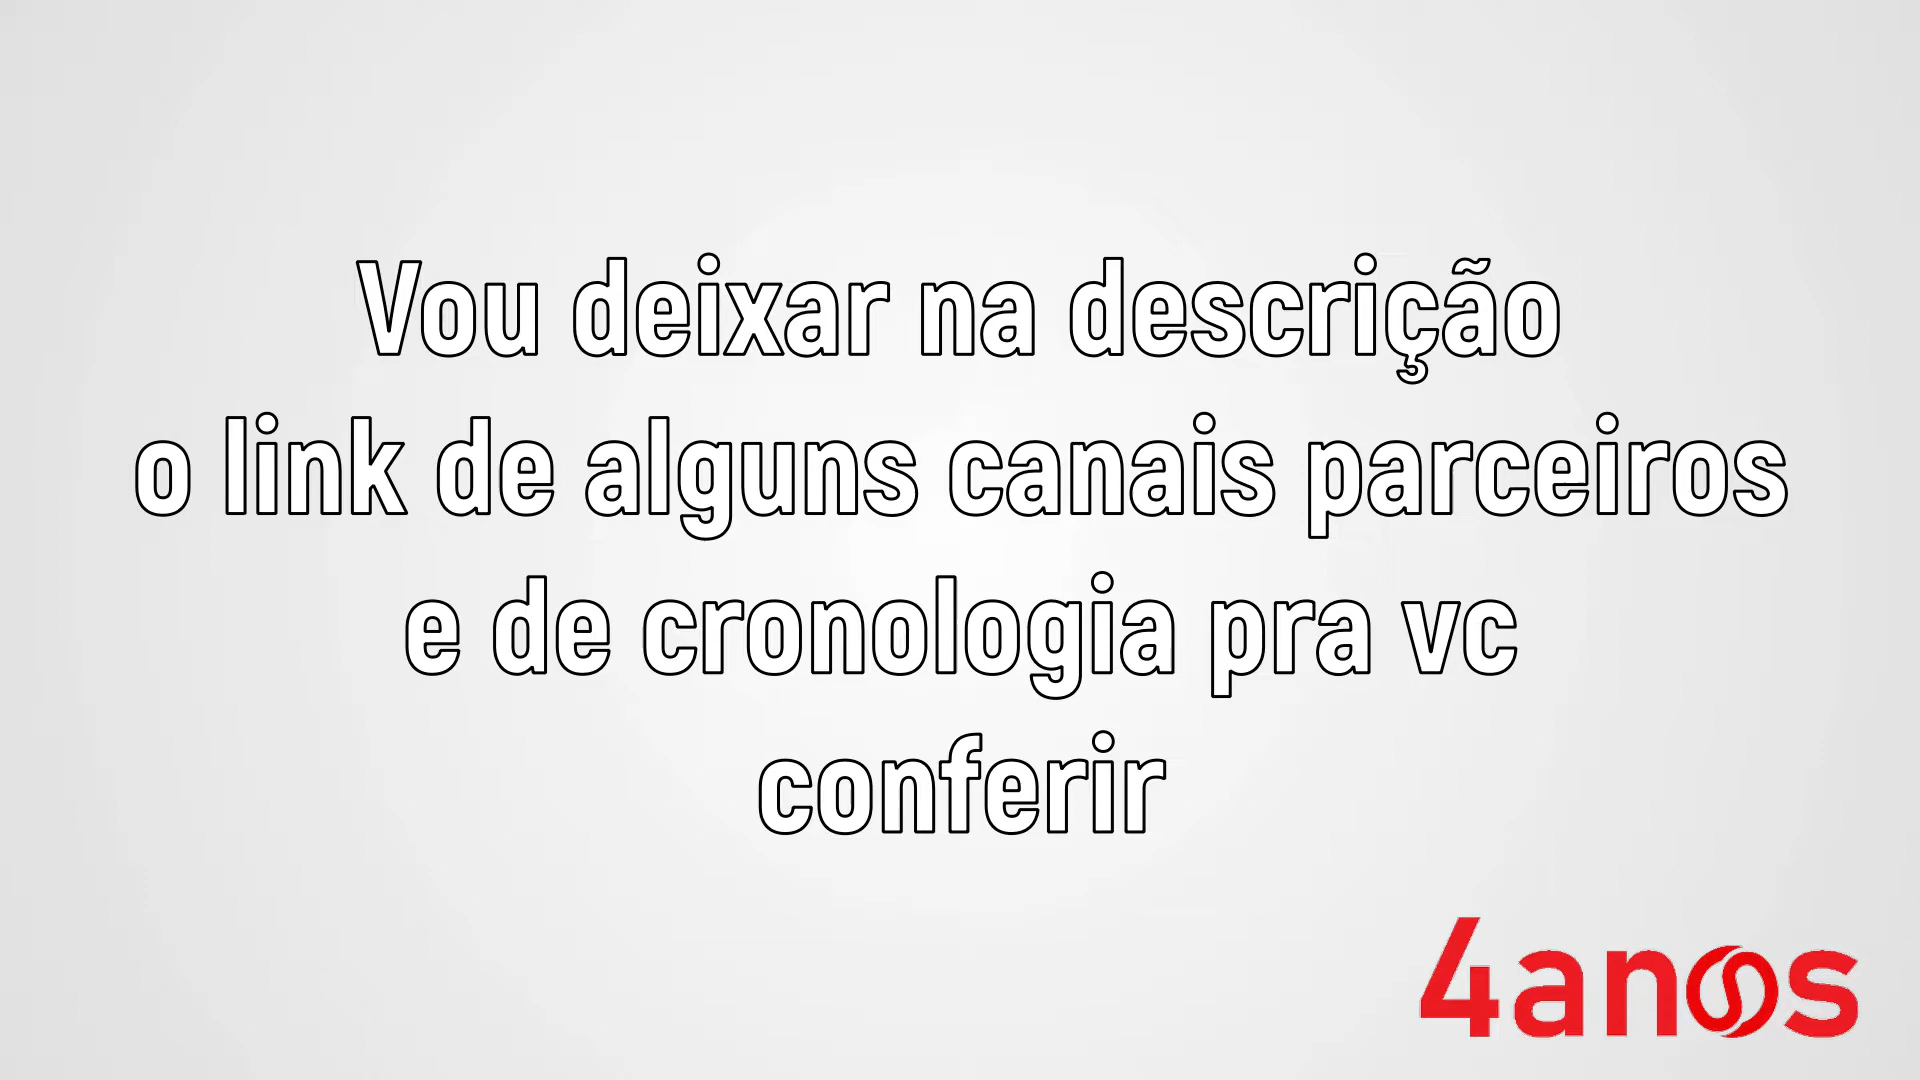 Vou deixar na descrição
o link de alguns canais parceiros
e de cronologia pra vc
conferir
4anos